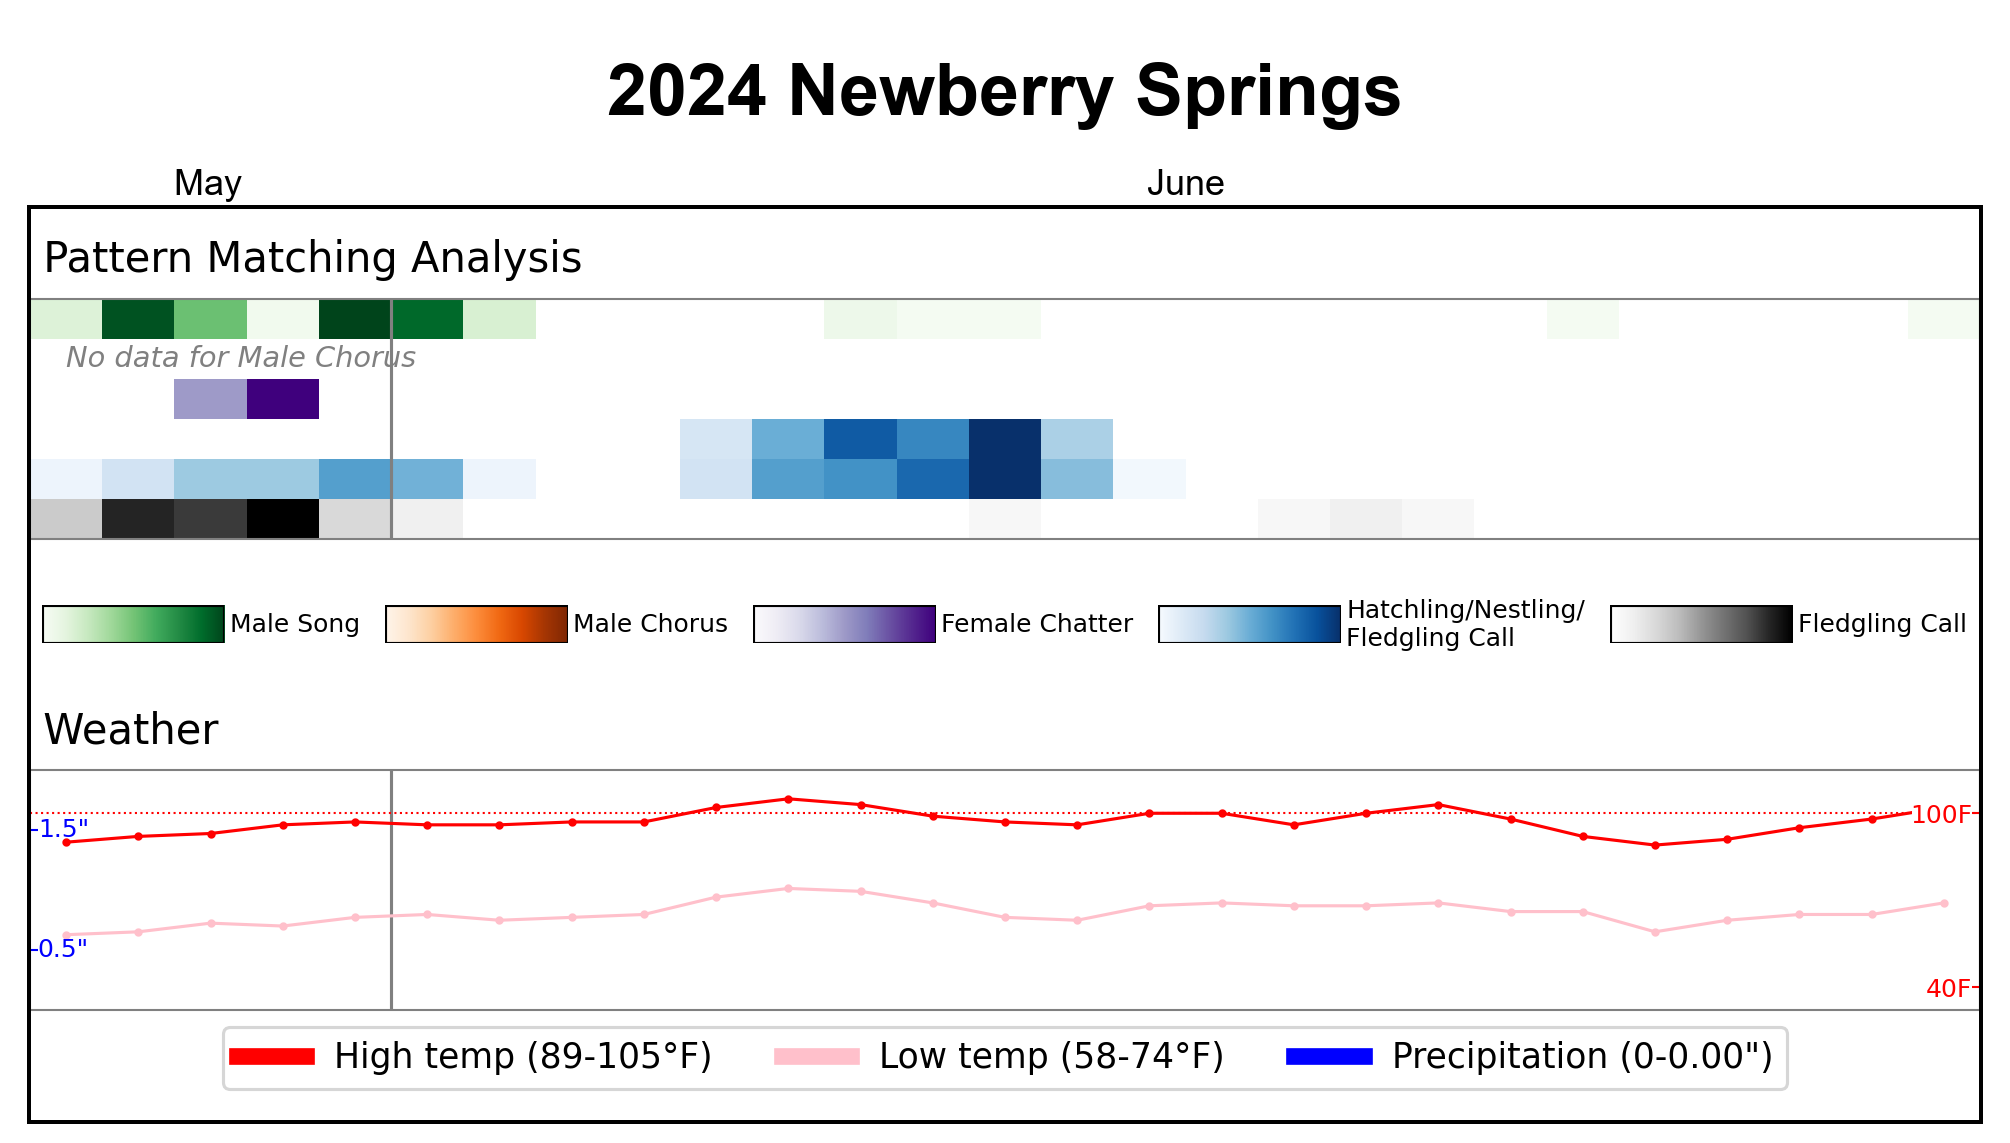 2024 Newberry Springs
May June
Pattern Matching Analysis
No data for Male Chorus
Male Song
Male Chorus
Female Chatter
Hatchling/Nestling/
Fledgling Call
Fledgling Call
Weather
1.5"
100F
0.5"
40F
High temp (89-105°F)
Low temp (58-74°F)
Precipitation (0-0.00")